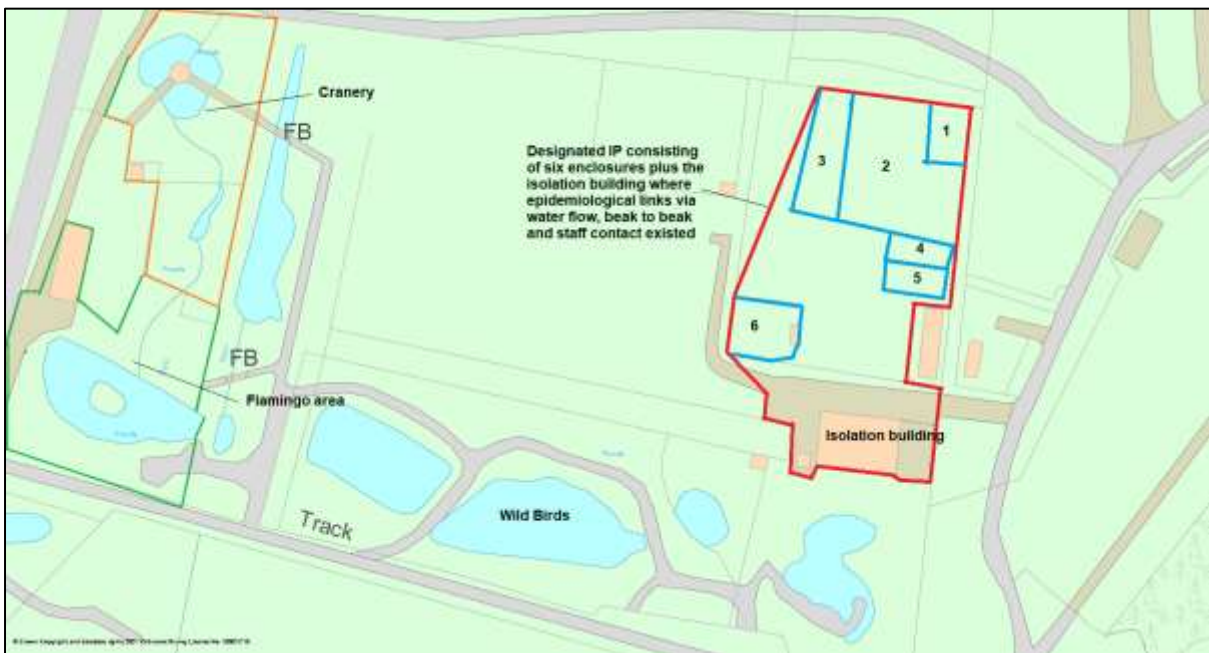 Cranery
FB
Designated IP consisting
of six enclosures plus the
isolation building where
epidemiological links via
water flow, beak to beak
and staff contact existed
1
2
3
4
5
6
FB
Flamingo area
Isolation building
Wild Birds
Track